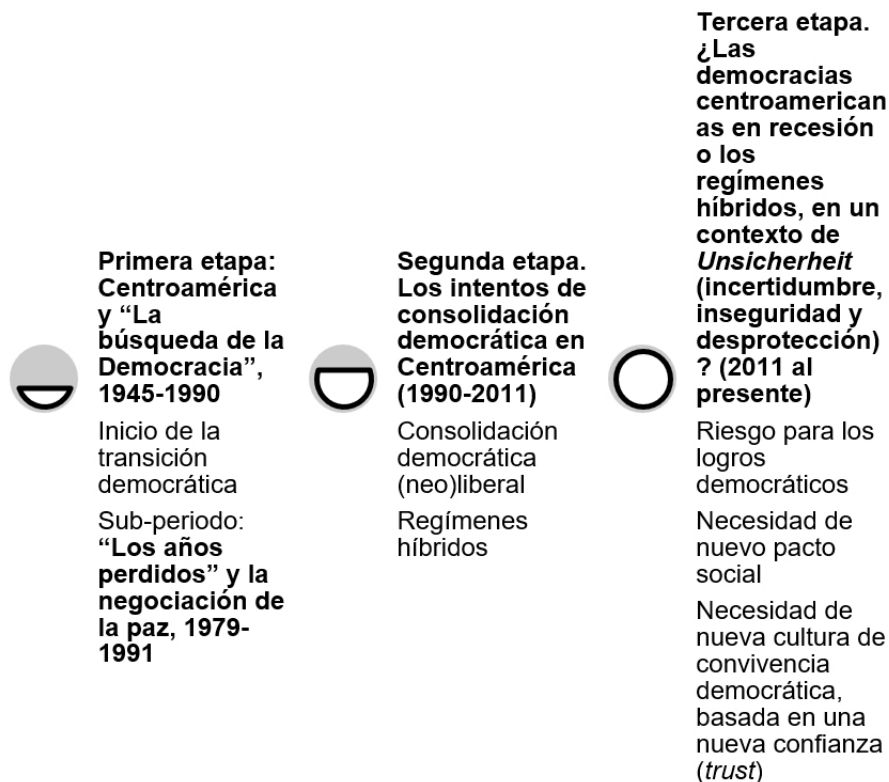 Primera etapa:
Centroamérica
y “La
búsqueda de la
Democracia”,
1945-1990
Inicio de la
transición
democrática
Sub-periodo:
“Los años
perdidos” y la
negociación de
la paz, 1979-
1991
Segunda etapa.
Los intentos de
consolidación
democrática en
Centroamérica
(1990-2011)
Consolidación
democrática
(neo)liberal
Regímenes
híbridos
Tercera etapa.
¿Las
democracias
centroamerican
as en recesión
o los
regímenes
híbridos, en un
contexto de
Unsicherheit
(incertidumbre,
inseguridad y
desprotección)
? (2011 al
presente)
Riesgo para los
logros
democráticos
Necesidad de
nuevo pacto
social
Necesidad de
nueva cultura de
convivencia
democrática,
basada en una
nueva confianza
(trust)